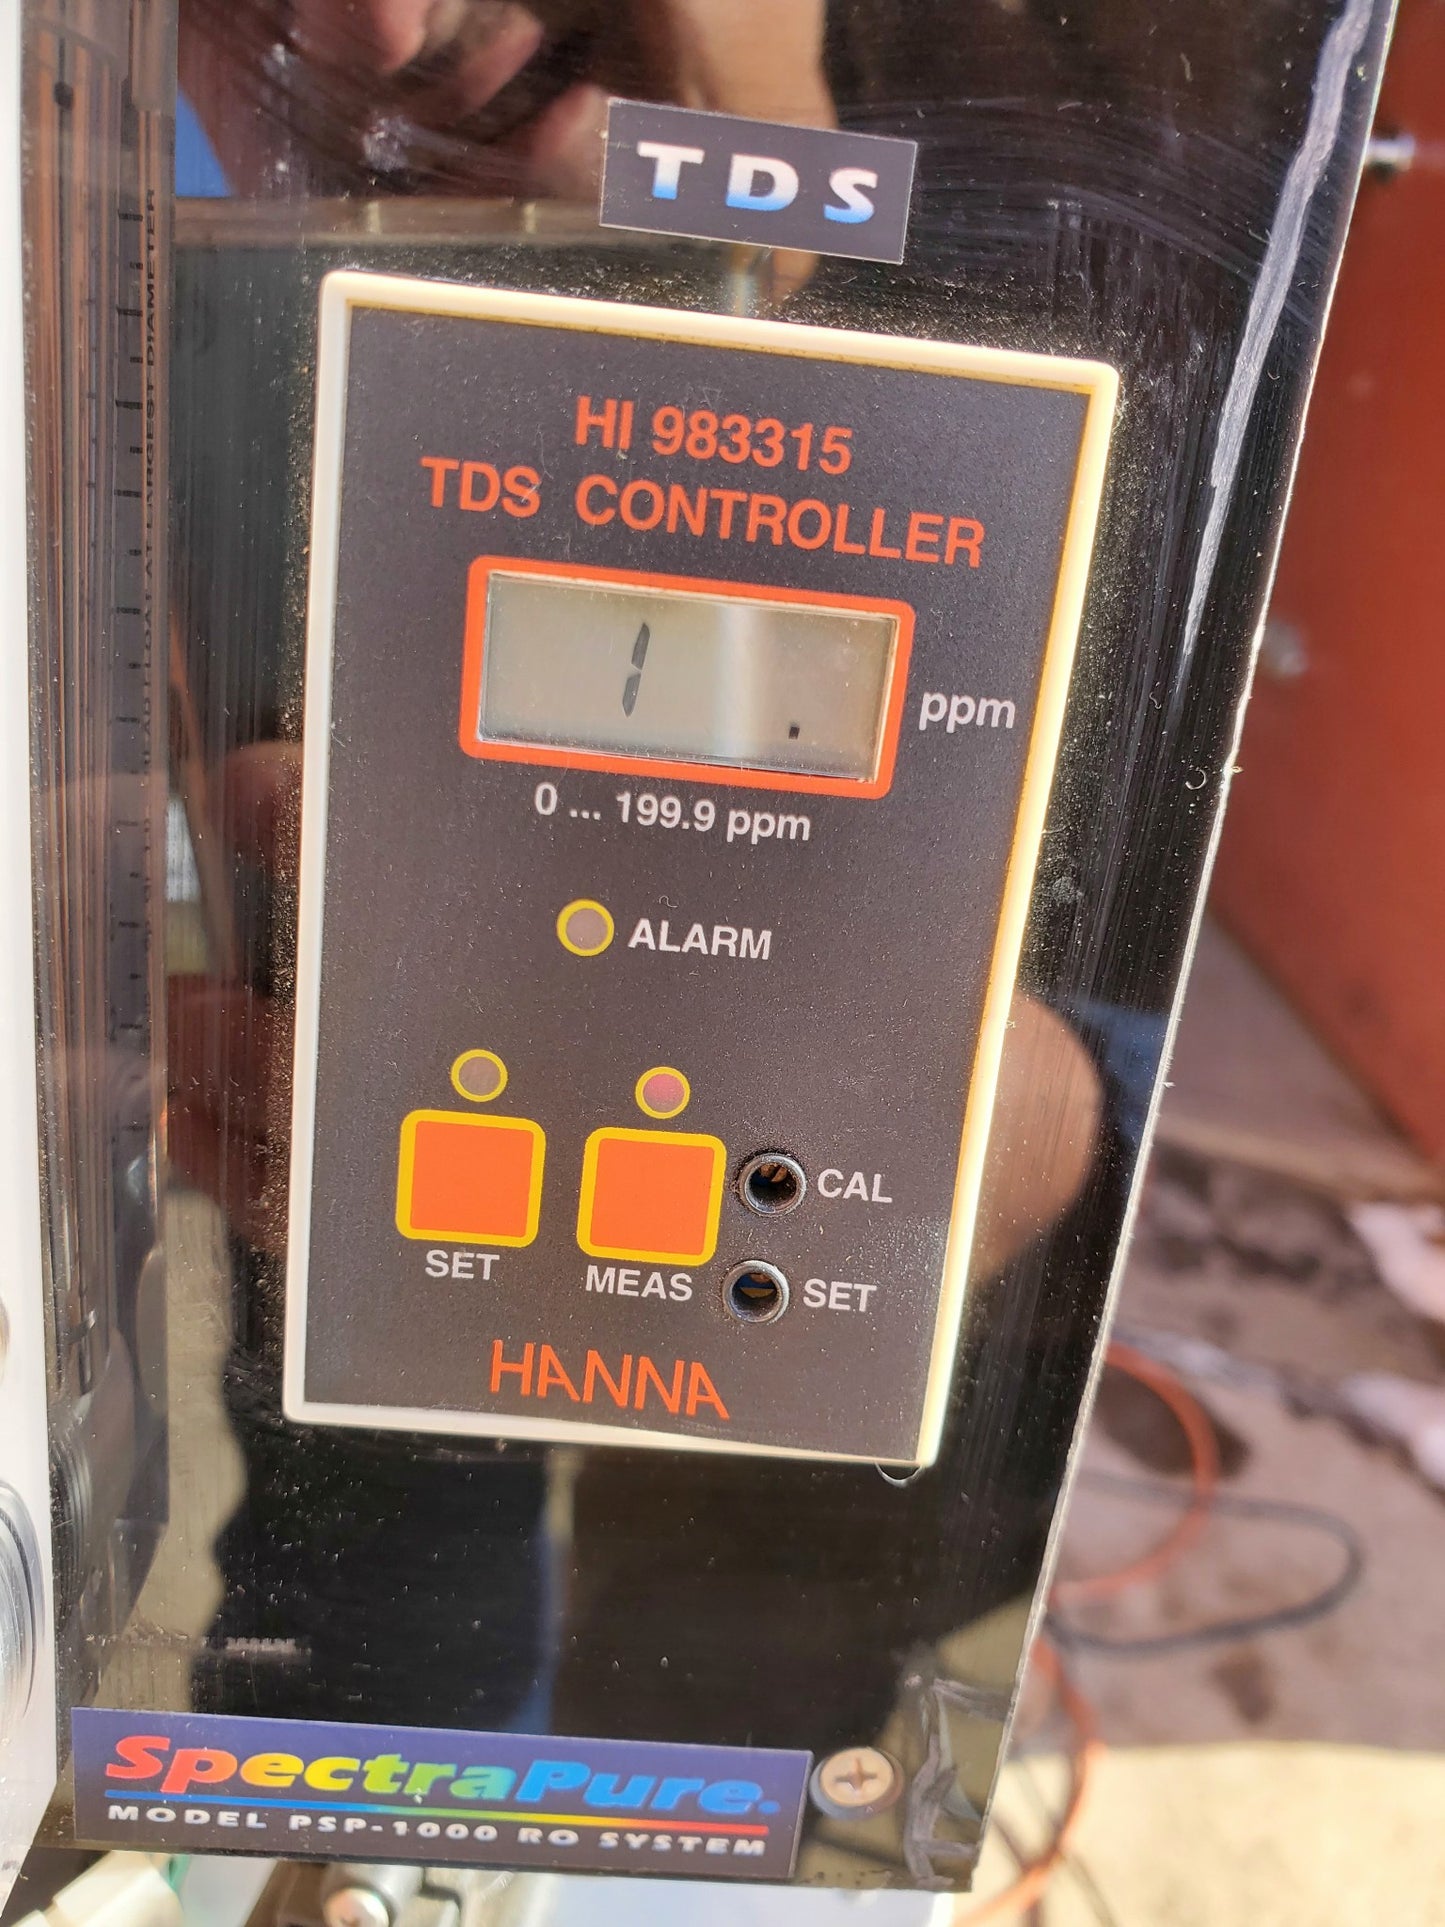 TDS
HI 983315
TDS CONTROLLER
1 .
ppm
0 ... 199.9 ppm
ALARM
CAL
SET
MEAS
SET
HANNA
SpectraPure.
MODEL PSP-1000 RO SYSTEM
DIAMETER